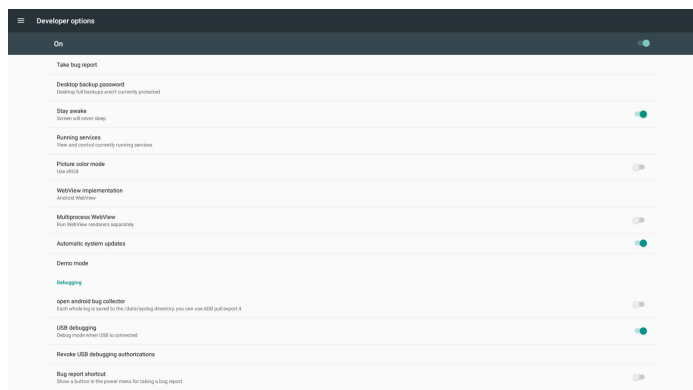 Developer options
On
Take bug report
Desktop backup password
Desktop full backups aren't currently protected
Stay awake
Screen will never sleep
Running services
View and control currently running services
Picture color mode
Use sRGB
WebView implementation
Android WebView
Multiprocess WebView
Run WebView renderers separately
Automatic system updates
Demo mode
Debugging
open android bug collector
Each whole log is saved to the /data/syslog directory, you can use ADB pull export it
USB debugging
Debug mode when USB is connected
Revoke USB debugging authorizations
Bug report shortcut
Show a button in the power menu for taking a bug report